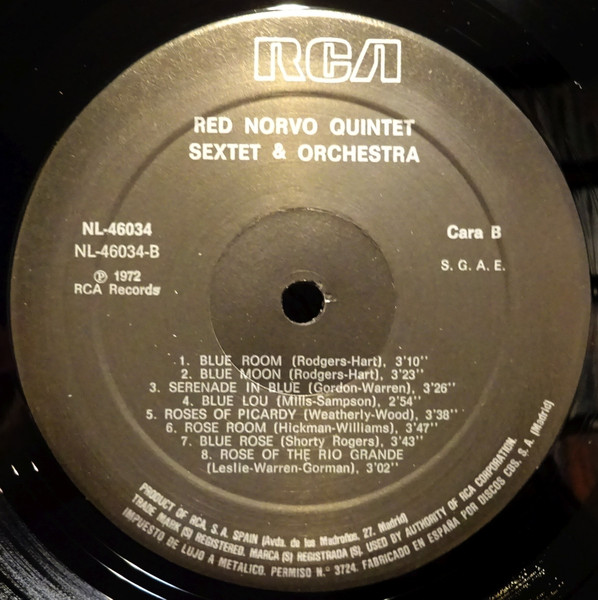 RCA
RED NORVO QUINTET
SEXTET & ORCHESTRA
NL-46034
NL-46034-B
Ⓟ 1972
RCA Records
Cara B
S. G. A. E.
1. BLUE ROOM (Rodgers-Hart), 3'10''
2. BLUE MOON (Rodgers-Hart), 3'23''
3. SERENADE IN BLUE (Gordon-Warren), 3'26''
4. BLUE LOU (Mills-Sampson), 2'54''
5. ROSES OF PICARDY (Weatherly-Wood), 3'38''
6. ROSE ROOM (Hickman-Williams), 3'47''
7. BLUE ROSE (Shorty Rogers), 3'43''
8. ROSE OF THE RIO GRANDE
(Leslie-Warren-Gorman), 3'02''
PRODUCT OF RCA, S.A. SPAIN (Avda. de los Madroños, 27. Madrid)
TRADE MARK (S) REGISTERED. MARCA (S) REGISTRADA (S). USED BY AUTHORITY OF RCA CORPORATION.
IMPUESTO DE LUJO A METALICO. PERMISO N.º 3724. FABRICADO EN ESPAÑA POR DISCOS CDS, S. A. (Madrid)